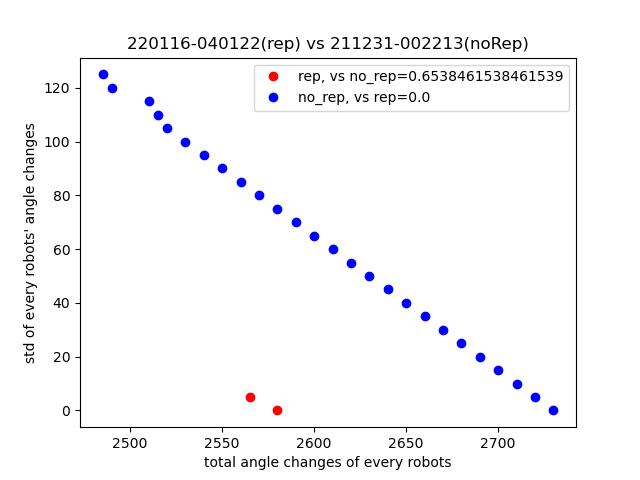 220116-040122(rep) vs 211231-002213(noRep)
rep, vs no_rep=0.6538461538461539
no_rep, vs rep=0.0
std of every robots' angle changes
120
100
80
60
40
20
0
2500 2550 2600 2650 2700
total angle changes of every robots